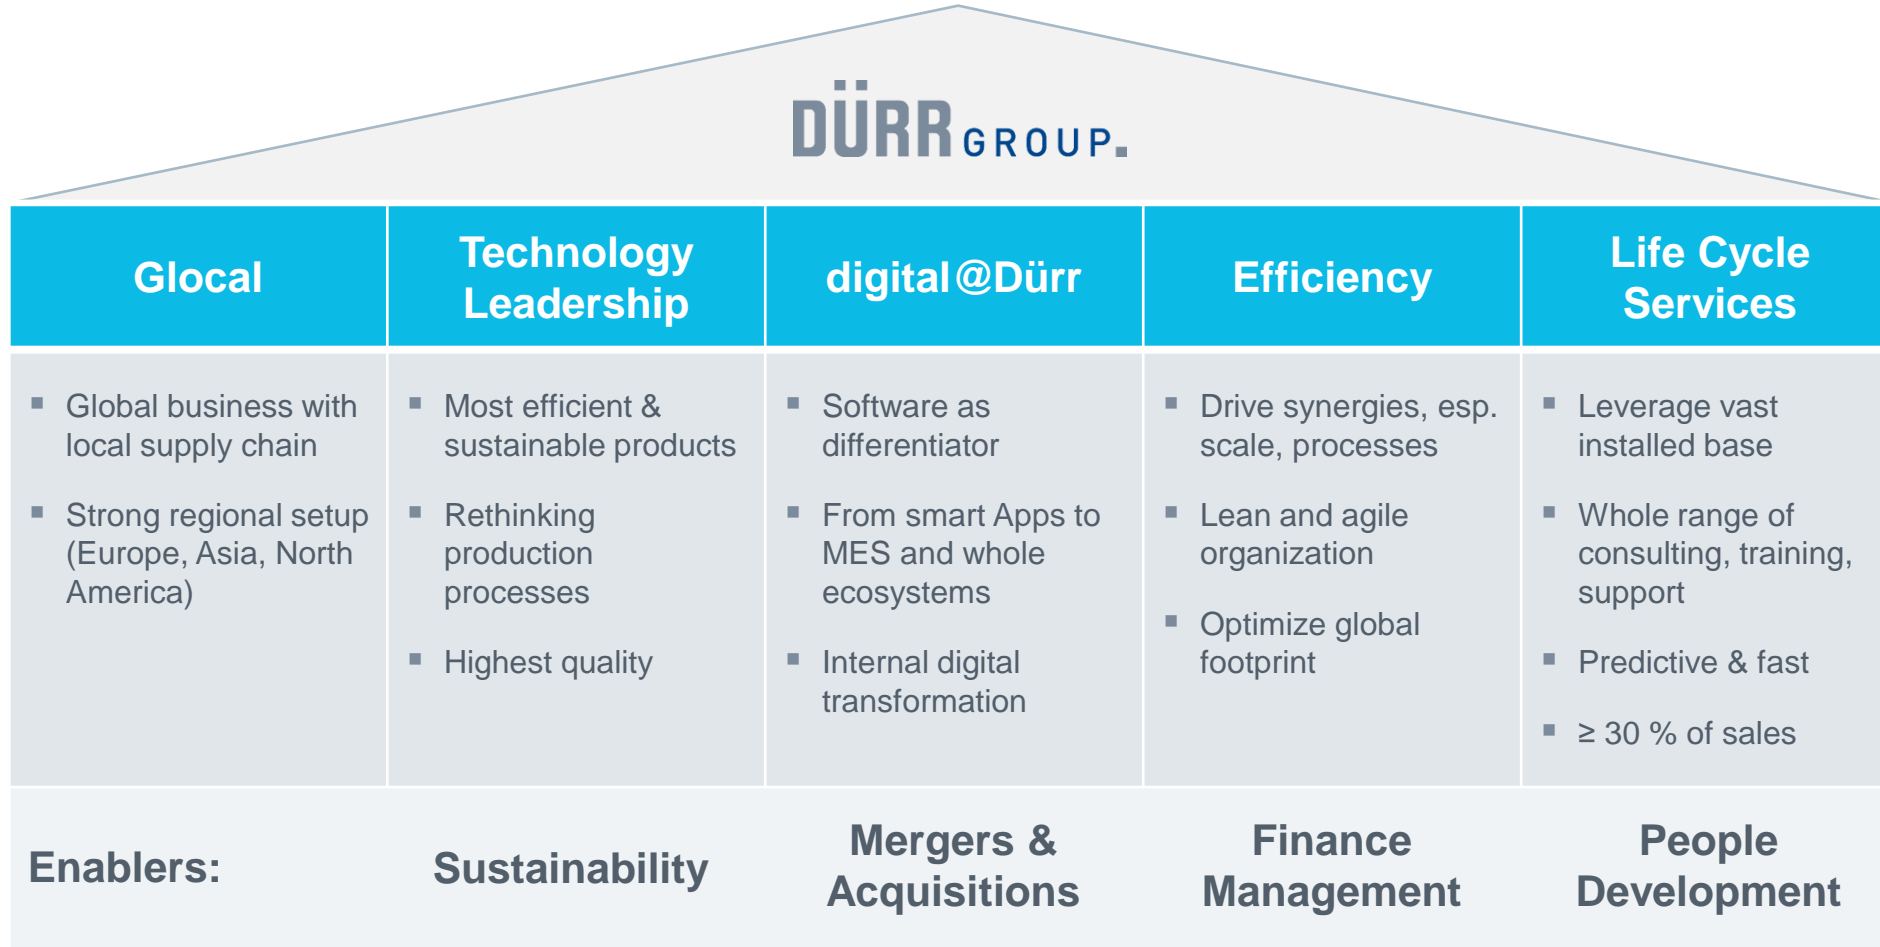 DÜRR GROUP.
Glocal
Technology
Leadership
digital@Dürr
Efficiency
Life Cycle
Services
▪ Global business with
local supply chain
▪ Strong regional setup
(Europe, Asia, North
America)
▪ Most efficient &
sustainable products
▪ Rethinking
production
processes
▪ Highest quality
▪ Software as
differentiator
▪ From smart Apps to
MES and whole
ecosystems
▪ Internal digital
transformation
▪ Drive synergies, esp.
scale, processes
▪ Lean and agile
organization
▪ Optimize global
footprint
▪ Leverage vast
installed base
▪ Whole range of
consulting, training,
support
▪ Predictive & fast
▪ ≥ 30 % of sales
Enablers:
Sustainability
Mergers &
Acquisitions
Finance
Management
People
Development